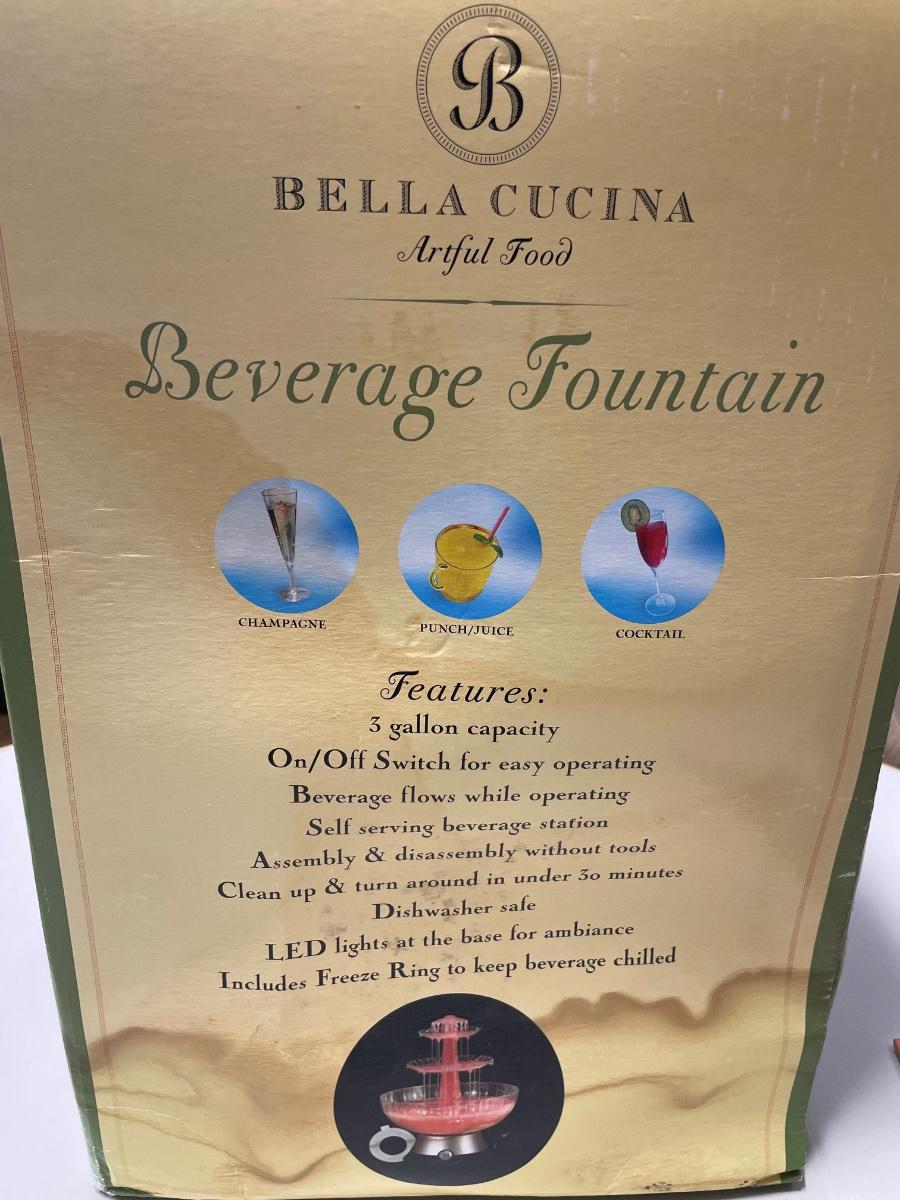 B
BELLA CUCINA
Artful Food
Beverage Fountain
CHAMPAGNE
PUNCH/JUICE
COCKTAIL
Features:
3 gallon capacity
On/Off Switch for easy operating
Beverage flows while operating
Self serving beverage station
Assembly & disassembly without tools
Clean up & turn around in under 30 minutes
Dishwasher safe
LED lights at the base for ambiance
Includes Freeze Ring to keep beverage chilled